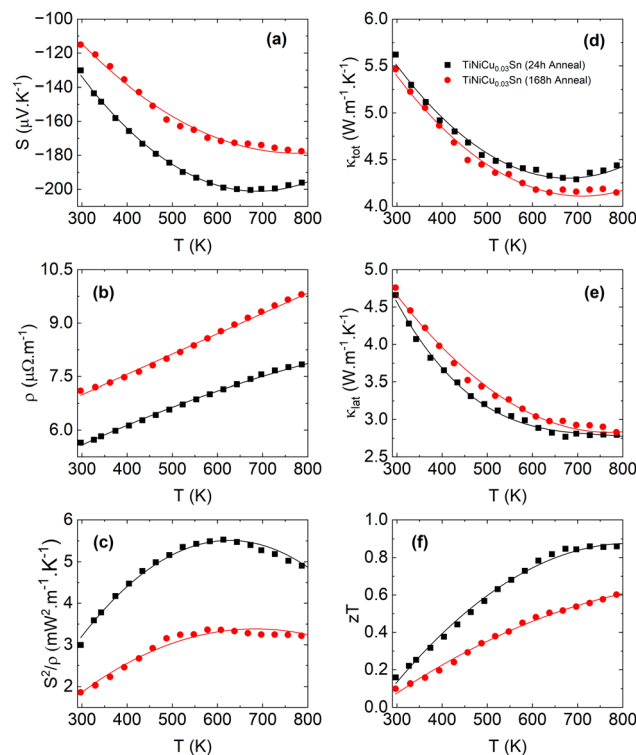 −80
−100
−120
−140
−160
−180
−200
S (μV.K⁻¹)
(a)
300 400 500 600 700 800
T (K)
6.0
5.5
5.0
4.5
4.0
κtot (W.m⁻¹.K⁻¹)
(d)
TiNiCu0.03Sn (24h Anneal)
TiNiCu0.03Sn (168h Anneal)
300 400 500 600 700 800
T (K)
10.5
9.0
7.5
6.0
ρ (μΩ.m⁻¹)
(b)
300 400 500 600 700 800
T (K)
5.0
4.5
4.0
3.5
3.0
2.5
κlat (W.m⁻¹.K⁻¹)
(e)
300 400 500 600 700 800
T (K)
6
5
4
3
2
S²/ρ (mW².m⁻¹.K⁻¹)
(c)
300 400 500 600 700 800
T (K)
1.0
0.8
0.6
0.4
0.2
0.0
zT
(f)
300 400 500 600 700 800
T (K)